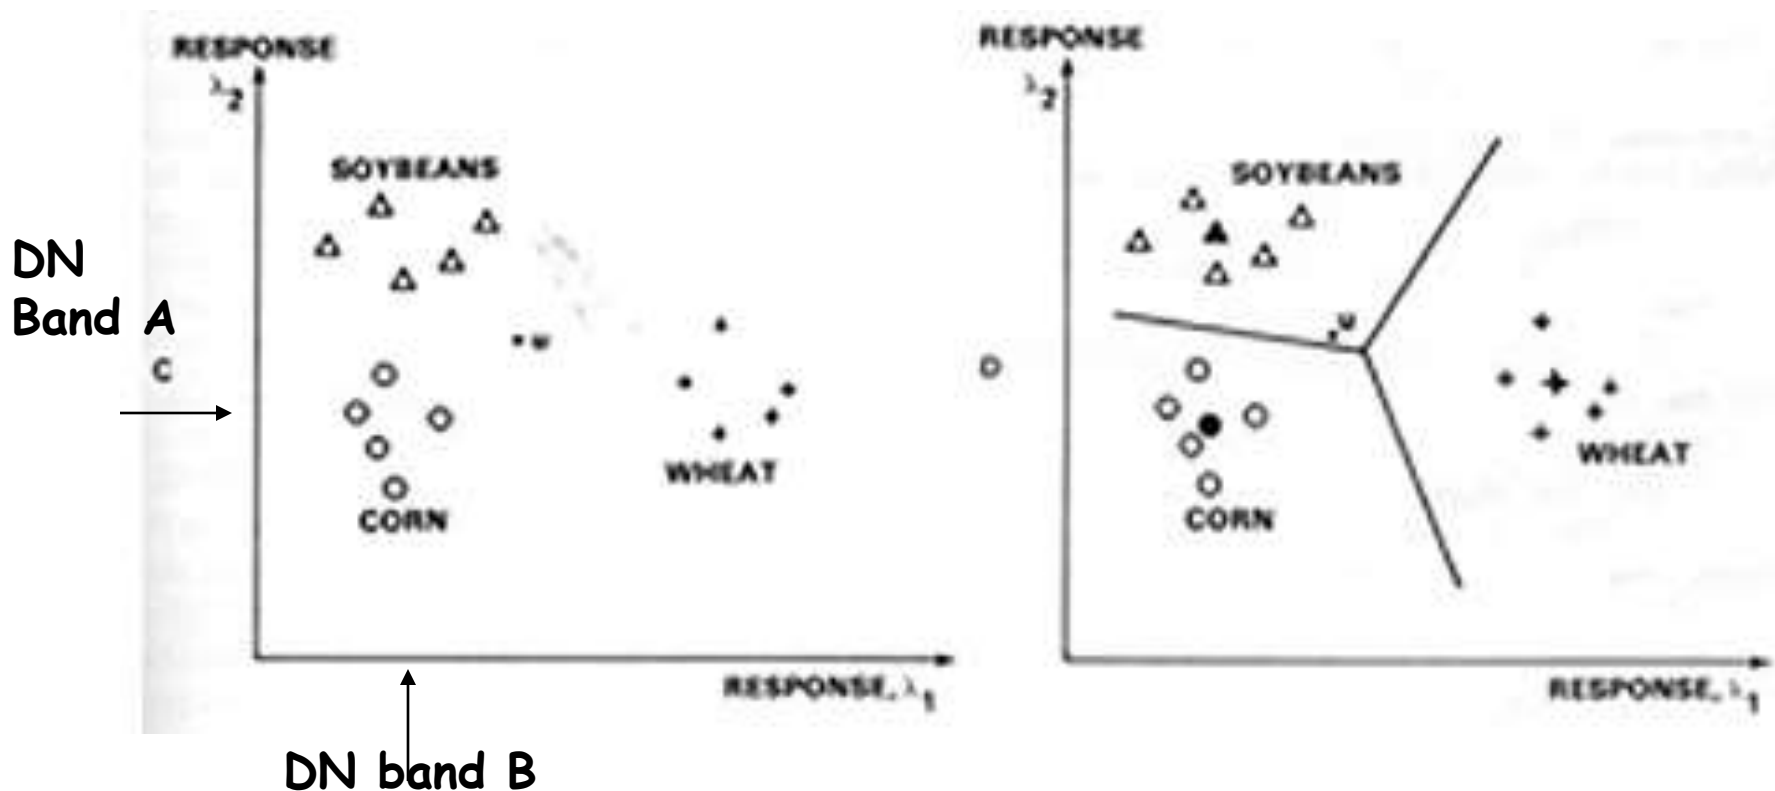 RESPONSE
λ2
SOYBEANS
DN
Band A
C
U
CORN
WHEAT
RESPONSE, λ1
DN band B
RESPONSE
λ2
SOYBEANS
U
WHEAT
CORN
RESPONSE, λ1